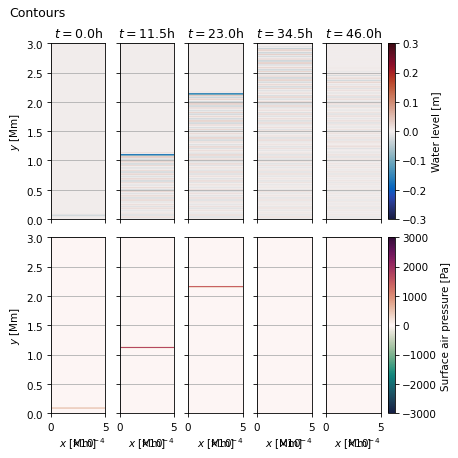 Contours
t = 0.0h t = 11.5h t = 23.0h t = 34.5h t = 46.0h
3.0 2.5 2.0 1.5 1.0 0.5 0.0
y [Mm]
0.3 0.2 0.1 0.0 −0.1 −0.2 −0.3
Water level [m]
3.0 2.5 2.0 1.5 1.0 0.5 0.0
y [Mm]
3000 2000 1000 0 −1000 −2000 −3000
Surface air pressure [Pa]
0 5 0 5 0 5 0 5 0 5